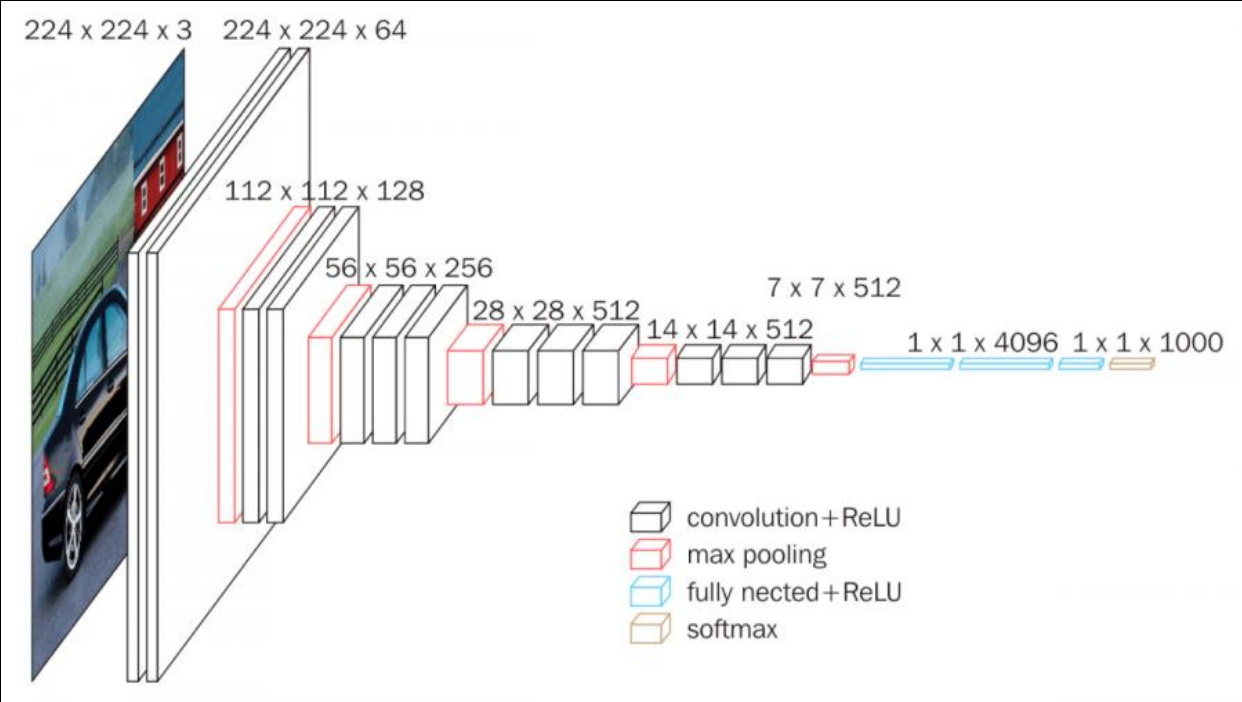 224 x 224 x 3
224 x 224 x 64
112 x 112 x 128
56 x 56 x 256
28 x 28 x 512
14 x 14 x 512
7 x 7 x 512
1 x 1 x 4096
1 x 1 x 1000
convolution+ReLU
max pooling
fully nected+ReLU
softmax